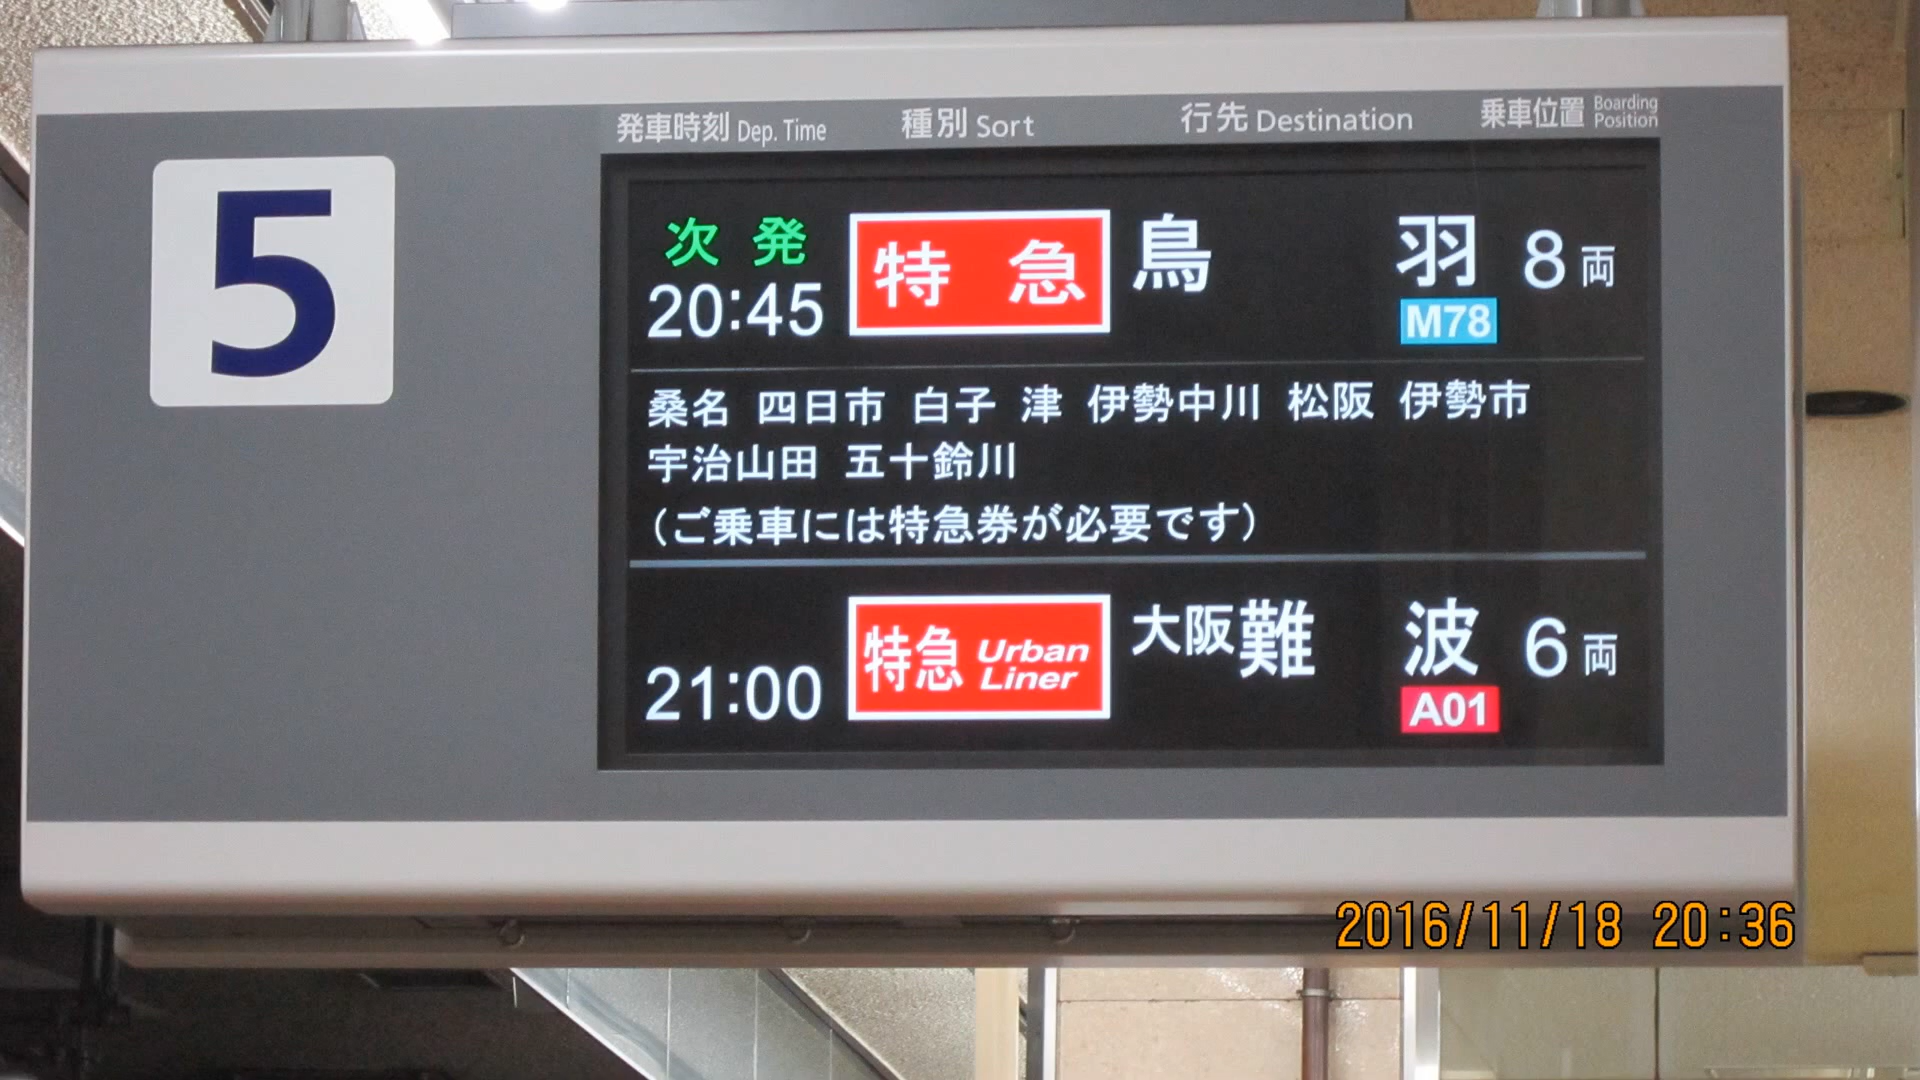 発車時刻 Dep. Time 種別 Sort 行先 Destination 乗車位置 Boarding Position
5
次発
20:45 特急 鳥羽 8両
M78
桑名 四日市 白子 津 伊勢中川 松阪 伊勢市
宇治山田 五十鈴川
(ご乗車には特急券が必要です)
21:00 特急 Urban Liner 大阪難波 6両
A01
2016/11/18 20:36